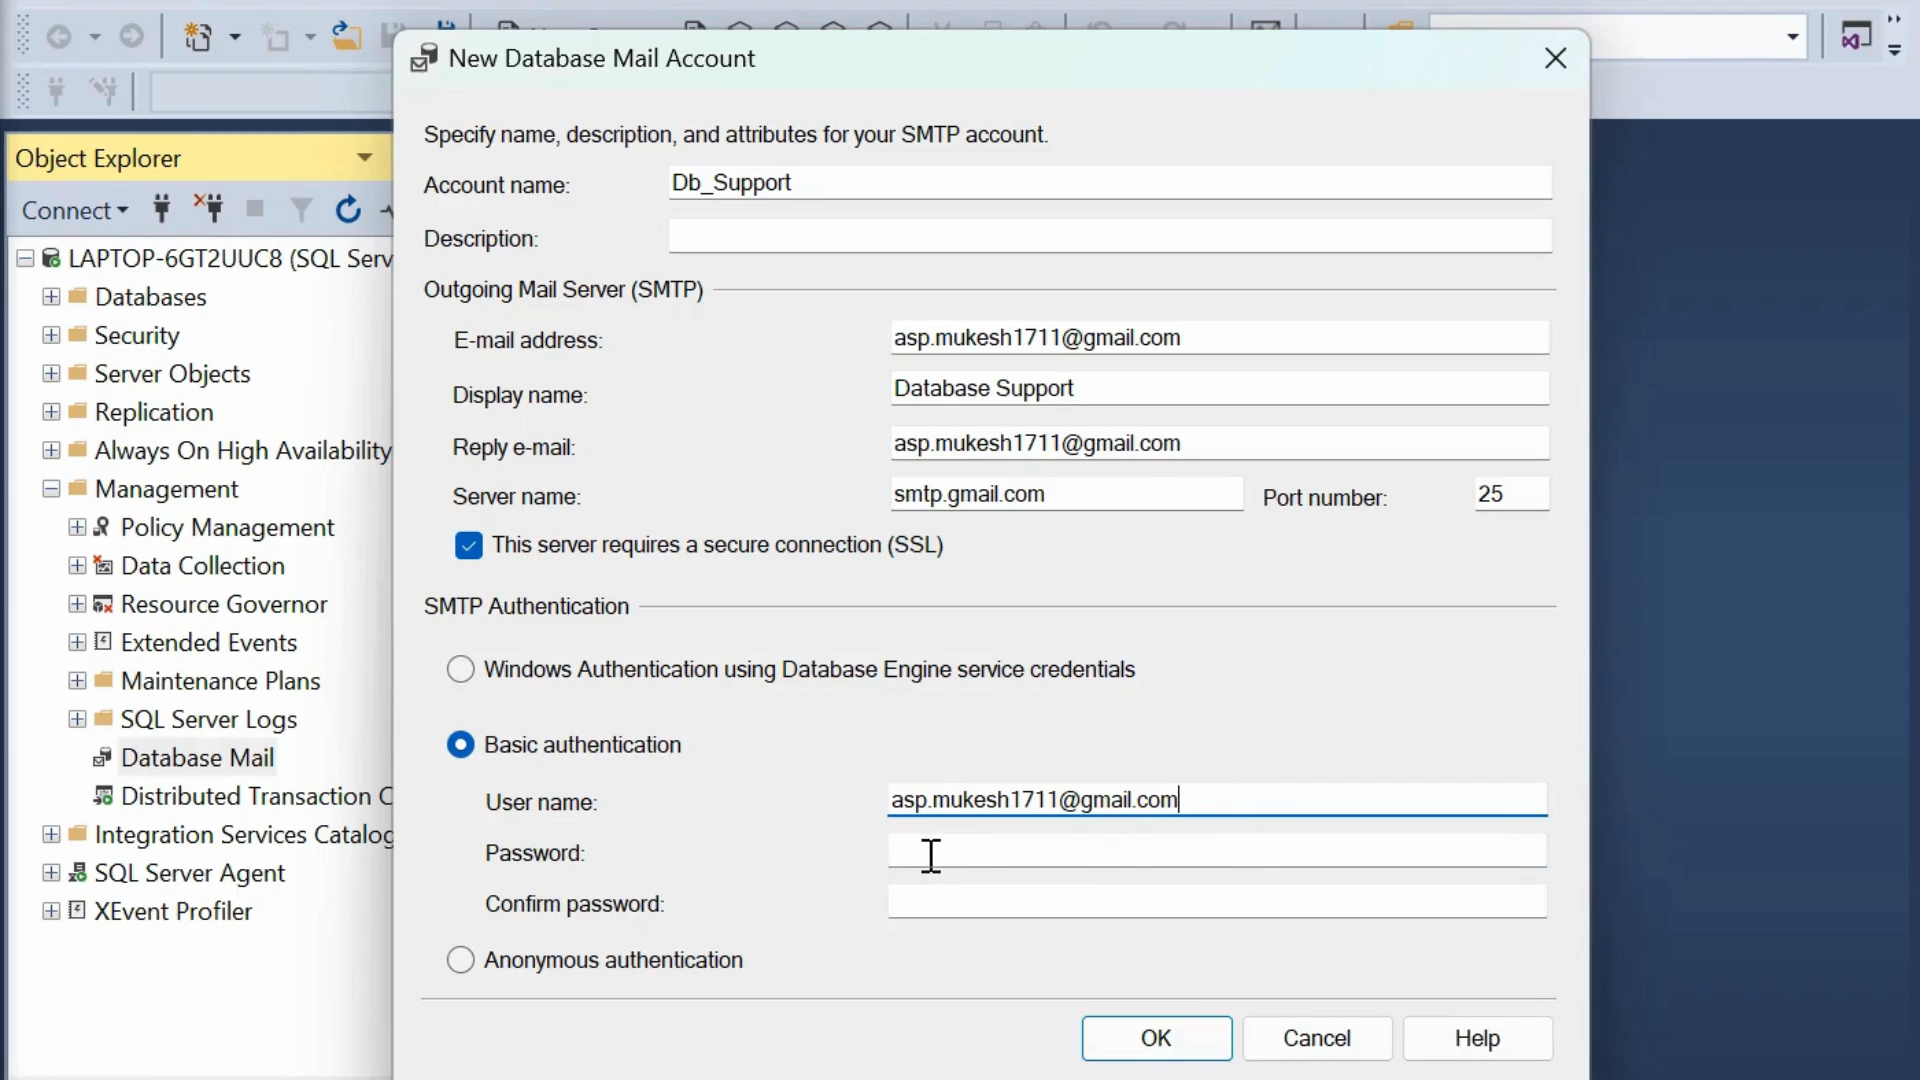 New Database Mail Account
Specify name, description, and attributes for your SMTP account.
Account name: Db_Support
Description:
Outgoing Mail Server (SMTP)
E-mail address: asp.mukesh1711@gmail.com
Display name: Database Support
Reply e-mail: asp.mukesh1711@gmail.com
Server name: smtp.gmail.com Port number: 25
This server requires a secure connection (SSL)
SMTP Authentication
Windows Authentication using Database Engine service credentials
Basic authentication
User name: asp.mukesh1711@gmail.com
Password:
Confirm password:
Anonymous authentication
OK Cancel Help
Object Explorer
Connect
LAPTOP-6GT2UUC8 (SQL Serv
Databases
Security
Server Objects
Replication
Always On High Availability
Management
Policy Management
Data Collection
Resource Governor
Extended Events
Maintenance Plans
SQL Server Logs
Database Mail
Distributed Transaction C
Integration Services Catalog
SQL Server Agent
XEvent Profiler